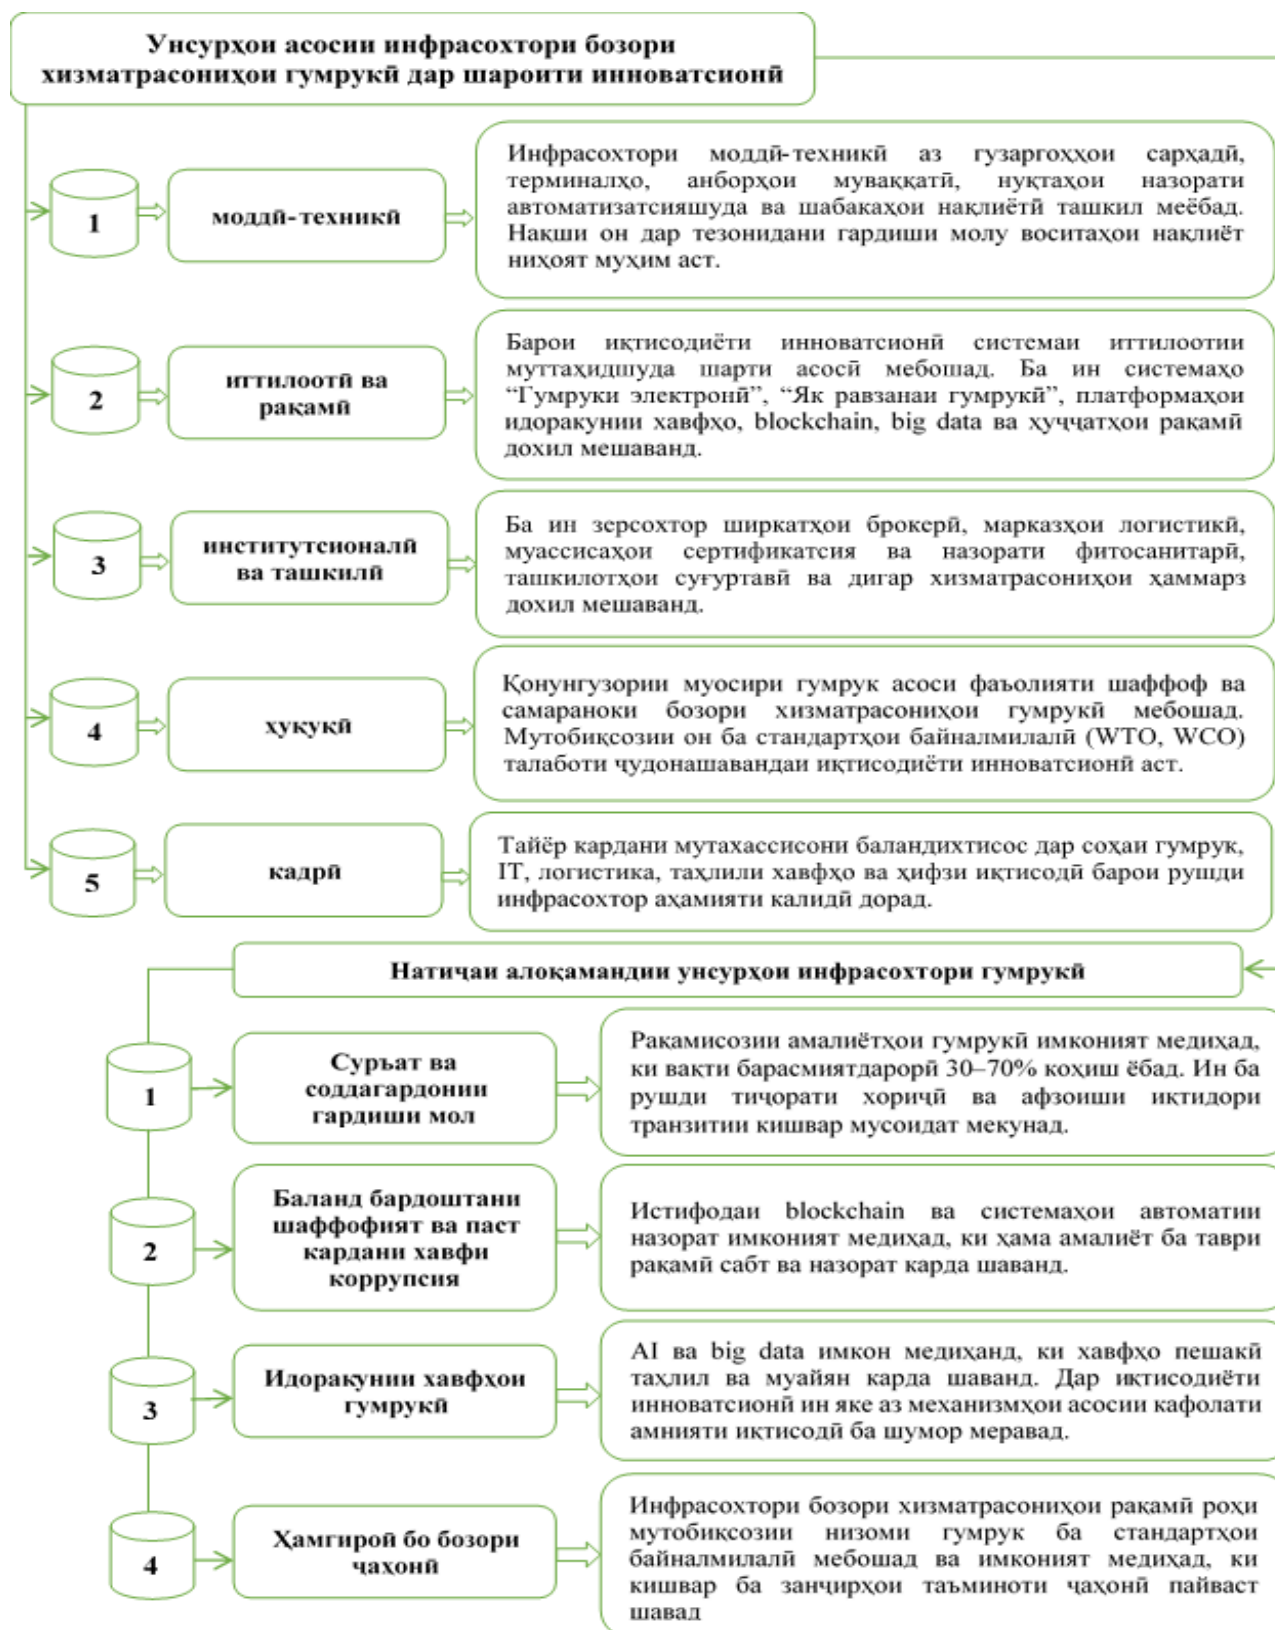 Унсурҳои асосии инфрасохтори бозори
хизматрасониҳои гумрукӣ дар шароити инноватсионӣ
1
моддӣ-техникӣ
Инфрасохтори моддӣ-техникӣ аз гузаргоҳҳои сарҳадӣ,
терминалҳо, анборҳои муваққатӣ, нуқтаҳои назорати
автоматизатсияшуда ва шабакаҳои нақлиётӣ ташкил меёбад.
Нақши он дар тезонидани гардиши молу воситаҳои нақлиёт
ниҳоят муҳим аст.
2
иттилоотӣ ва
рақамӣ
Барои иқтисодиёти инноватсионӣ системаи иттилоотии
муттаҳидшуда шарти асосӣ мебошад. Ба ин системаҳо
“Гумруки электронӣ”, “Як равзанаи гумрукӣ”, платформаҳои
идоракунии хавфҳо, blockchain, big data ва ҳуҷҷатҳои рақамӣ
дохил мешаванд.
3
институтсионалӣ
ва ташкилӣ
Ба ин зерсохтор ширкатҳои брокерӣ, марказҳои логистикӣ,
муассисаҳои сертификатсия ва назорати фитосанитарӣ,
ташкилотҳои суғуртавӣ ва дигар хизматрасониҳои ҳаммарз
дохил мешаванд.
4
ҳуқуқӣ
Қонунгузории муосири гумрук асоси фаъолияти шаффоф ва
самараноки бозори хизматрасониҳои гумрукӣ мебошад.
Мутобиқсозии он ба стандартҳои байналмилалӣ (WTO, WCO)
талаботи ҷудонашавандаи иқтисодиёти инноватсионӣ аст.
5
кадрӣ
Тайёр кардани мутахассисони баландихтисос дар соҳаи гумрук,
IT, логистика, таҳлили хавфҳо ва ҳифзи иқтисодӣ барои рушди
инфрасохтор аҳамияти калидӣ дорад.
Натиҷаи алоқамандии унсурҳои инфрасохтори гумрукӣ
1
Суръат ва
соддагардонии
гардиши мол
Рақамисозии амалиётҳои гумрукӣ имконият медиҳад,
ки вақти барасмиятдарорӣ 30–70% коҳиш ёбад. Ин ба
рушди тиҷорати хориҷӣ ва афзоиши иқтидори
транзитии кишвар мусоидат мекунад.
2
Баланд бардоштани
шаффофият ва паст
кардани хавфи
коррупсия
Истифодаи blockchain ва системаҳои автоматии
назорат имконият медиҳад, ки ҳама амалиёт ба таври
рақамӣ сабт ва назорат карда шаванд.
3
Идоракунии хавфҳои
гумрукӣ
AI ва big data имкон медиҳанд, ки хавфҳо пешакӣ
таҳлил ва муайян карда шаванд. Дар иқтисодиёти
инноватсионӣ ин яке аз механизмҳои асосии кафолати
амнияти иқтисодӣ ба шумор меравад.
4
Ҳамгироӣ бо бозори
ҷаҳонӣ
Инфрасохтори бозори хизматрасониҳои рақамӣ роҳи
мутобиқсозии низоми гумрук ба стандартҳои
байналмилалӣ мебошад ва имконият медиҳад, ки
кишвар ба занҷирҳои таъминоти ҷаҳонӣ пайваст
шавад